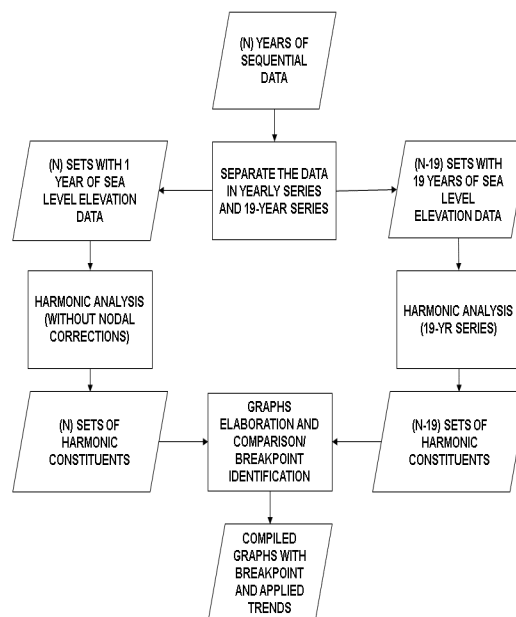 (N) YEARS OF
SEQUENTIAL
DATA
(N) SETS WITH 1
YEAR OF SEA
LEVEL ELEVATION
DATA
SEPARATE THE DATA
IN YEARLY SERIES
AND 19-YEAR SERIES
(N-19) SETS WITH
19 YEARS OF SEA
LEVEL
ELEVATION DATA
HARMONIC ANALYSIS
(WITHOUT NODAL
CORRECTIONS)
HARMONIC ANALYSIS
(19-YR SERIES)
(N) SETS OF
HARMONIC
CONSTITUENTS
GRAPHS
ELABORATION AND
COMPARISON/
BREAKPOINT
IDENTIFICATION
(N-19) SETS OF
HARMONIC
CONSTITUENTS
COMPILED
GRAPHS WITH
BREAKPOINT
AND APPLIED
TRENDS